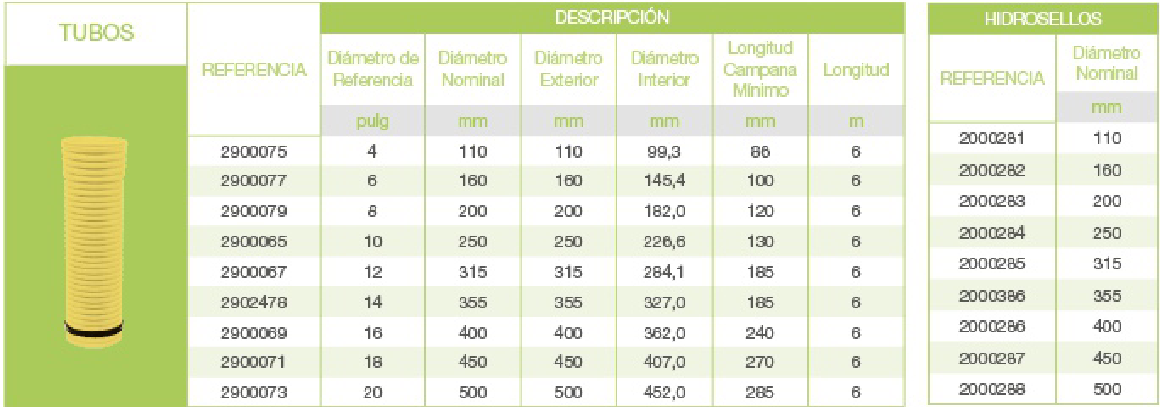 TUBOS
DESCRIPCIÓN
REFERENCIA
Diámetro de Referencia
Diámetro Nominal
Diámetro Exterior
Diámetro Interior
Longitud Campana Mínimo
Longitud
pulg mm mm mm mm m
2900075 4 110 110 99,3 86 6
2900077 6 160 160 145,4 100 6
2900079 8 200 200 182,0 120 6
2900065 10 250 250 226,6 130 6
2900067 12 315 315 284,1 185 6
2902478 14 355 355 327,0 185 6
2900069 16 400 400 362,0 240 6
2900071 18 450 450 407,0 270 6
2900073 20 500 500 452,0 285 6
HIDROSELLOS
REFERENCIA
Diámetro Nominal
mm
2000281 110
2000282 160
2000283 200
2000284 250
2000285 315
2000386 355
2000286 400
2000287 450
2000288 500